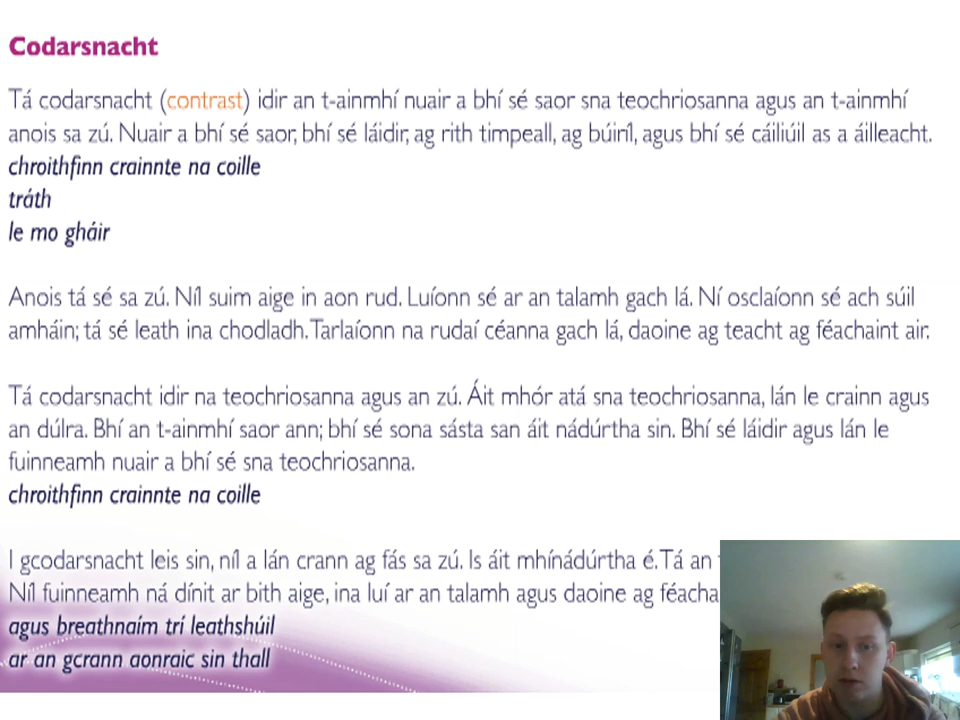 Codarsnacht
Tá codarsnacht (contrast) idir an t-ainmhí nuair a bhí sé saor sna teochriosanna agus an t-ainmhí
anois sa zú. Nuair a bhí sé saor, bhí sé láidir, ag rith timpeall, ag búiríl, agus bhí sé cáiliúil as a áilleacht.
chroithfinn crainnte na coille
tráth
le mo gháir
Anois tá sé sa zú. Níl suim aige in aon rud. Luíonn sé ar an talamh gach lá. Ní osclaíonn sé ach súil
amháin; tá sé leath ina chodladh. Tarlaíonn na rudaí céanna gach lá, daoine ag teacht ag féachaint air.
Tá codarsnacht idir na teochriosanna agus an zú. Áit mhór atá sna teochriosanna, lán le crainn agus
an dúlra. Bhí an t-ainmhí saor ann; bhí sé sona sásta san áit nádúrtha sin. Bhí sé láidir agus lán le
fuinneamh nuair a bhí sé sna teochriosanna.
chroithfinn crainnte na coille
I gcodarsnacht leis sin, níl a lán crann ag fás sa zú. Is áit mhínádúrtha é. Tá an
Níl fuinneamh ná dínit ar bith aige, ina luí ar an talamh agus daoine ag féacha
agus breathnaím trí leathshúil
ar an gcrann aonraic sin thall